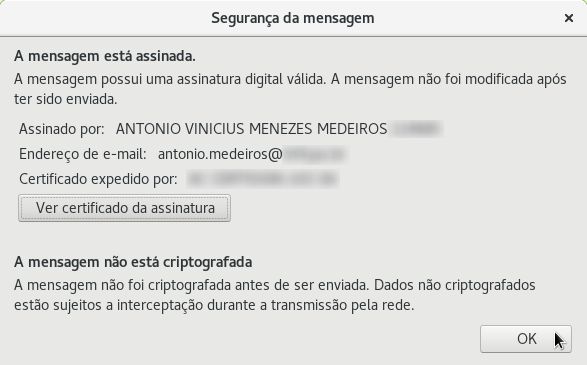 Segurança da mensagem
A mensagem está assinada.
A mensagem possui uma assinatura digital válida. A mensagem não foi modificada após
ter sido enviada.
Assinado por: ANTONIO VINICIUS MENEZES MEDEIROS
Endereço de e-mail: antonio.medeiros@
Certificado expedido por:
Ver certificado da assinatura
A mensagem não está criptografada
A mensagem não foi criptografada antes de ser enviada. Dados não criptografados
estão sujeitos a interceptação durante a transmissão pela rede.
OK